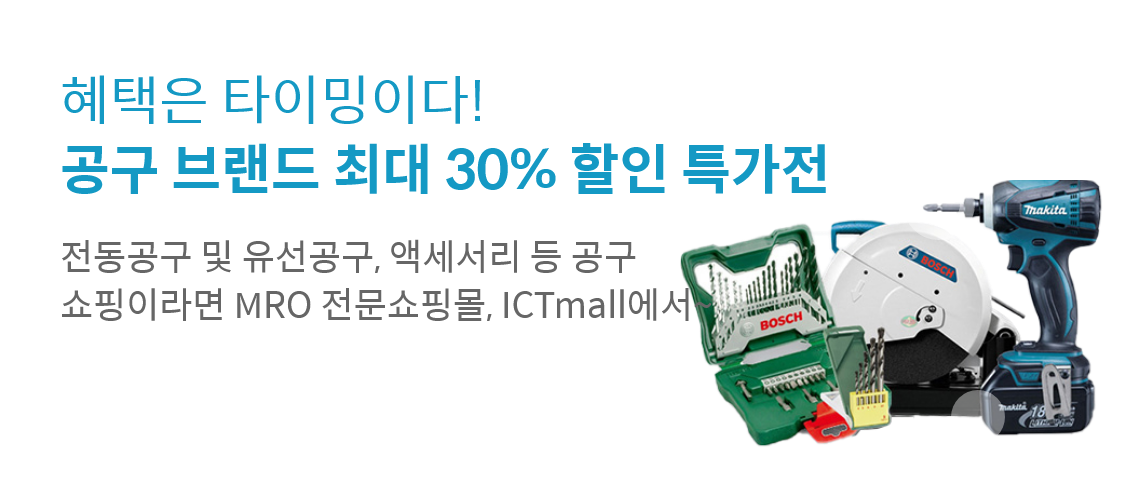 혜택은 타이밍이다!
공구 브랜드 최대 30% 할인 특가전
전동공구 및 유선공구, 액세서리 등 공구
쇼핑이라면 MRO 전문쇼핑몰, ICTmall에서~
makita
BOSCH
BOSCH
makita